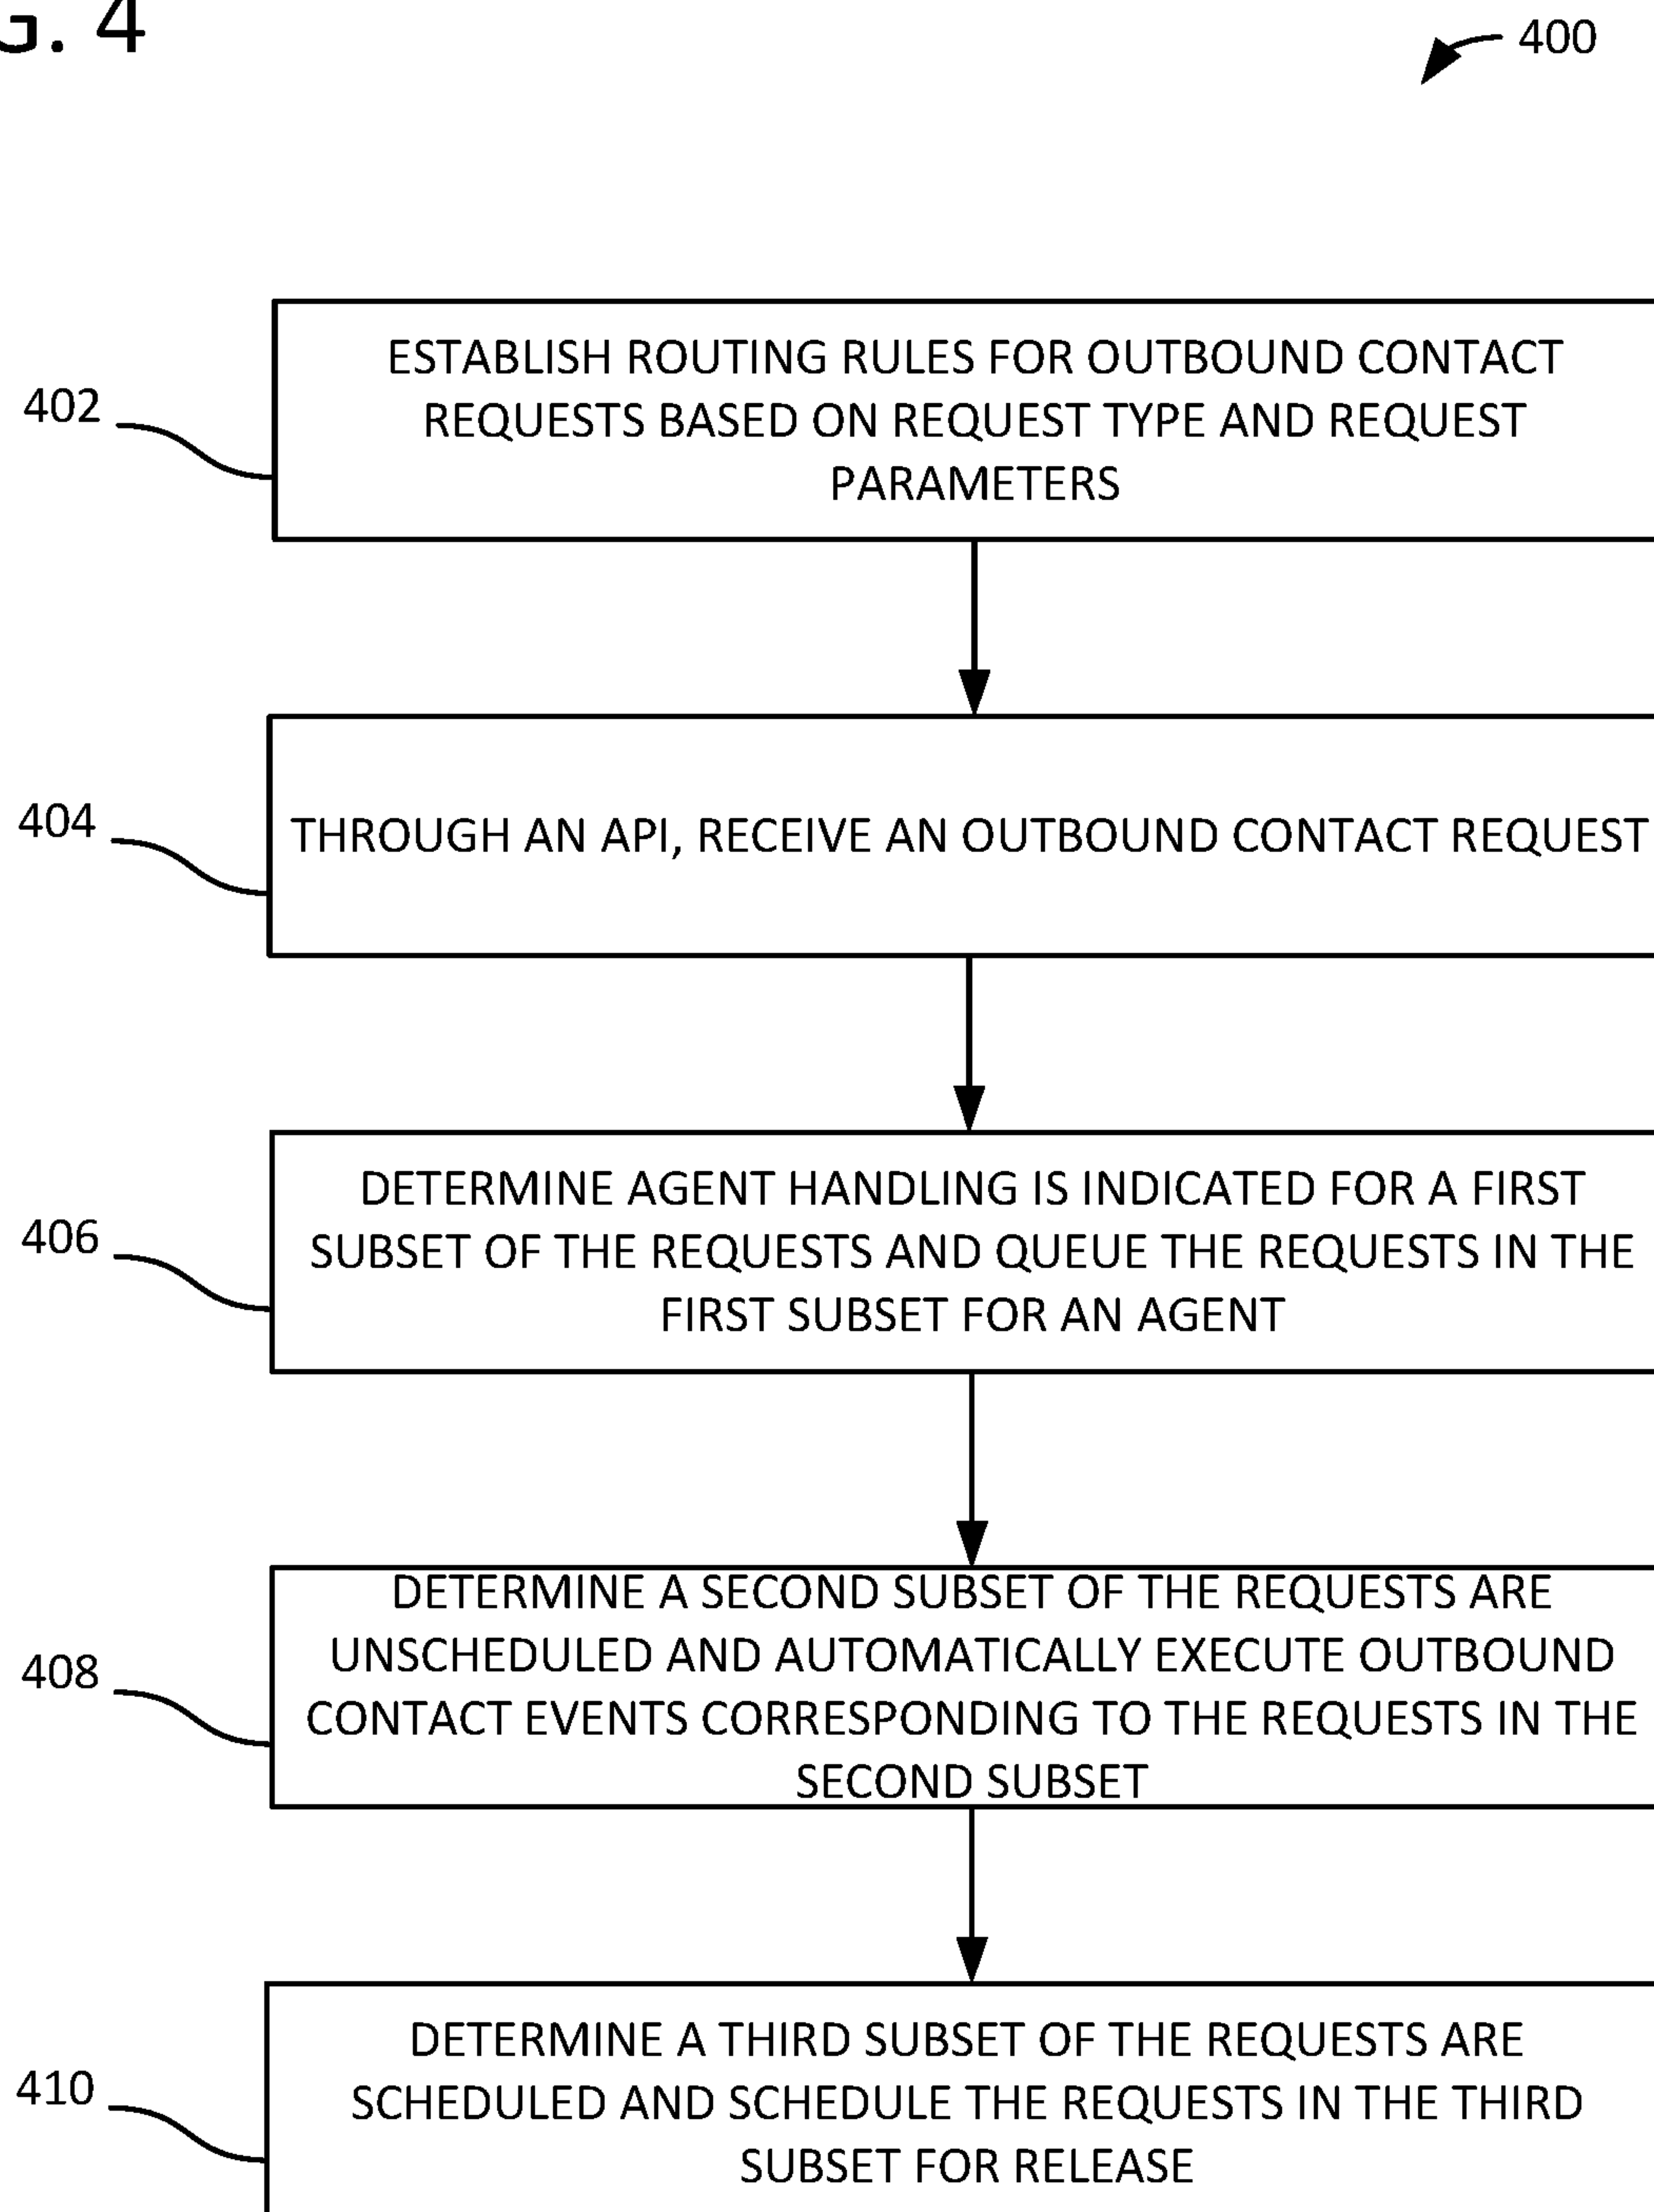 G. 4
400
402
ESTABLISH ROUTING RULES FOR OUTBOUND CONTACT
REQUESTS BASED ON REQUEST TYPE AND REQUEST
PARAMETERS
404
THROUGH AN API, RECEIVE AN OUTBOUND CONTACT REQUEST
406
DETERMINE AGENT HANDLING IS INDICATED FOR A FIRST
SUBSET OF THE REQUESTS AND QUEUE THE REQUESTS IN THE
FIRST SUBSET FOR AN AGENT
408
DETERMINE A SECOND SUBSET OF THE REQUESTS ARE
UNSCHEDULED AND AUTOMATICALLY EXECUTE OUTBOUND
CONTACT EVENTS CORRESPONDING TO THE REQUESTS IN THE
SECOND SUBSET
410
DETERMINE A THIRD SUBSET OF THE REQUESTS ARE
SCHEDULED AND SCHEDULE THE REQUESTS IN THE THIRD
SUBSET FOR RELEASE